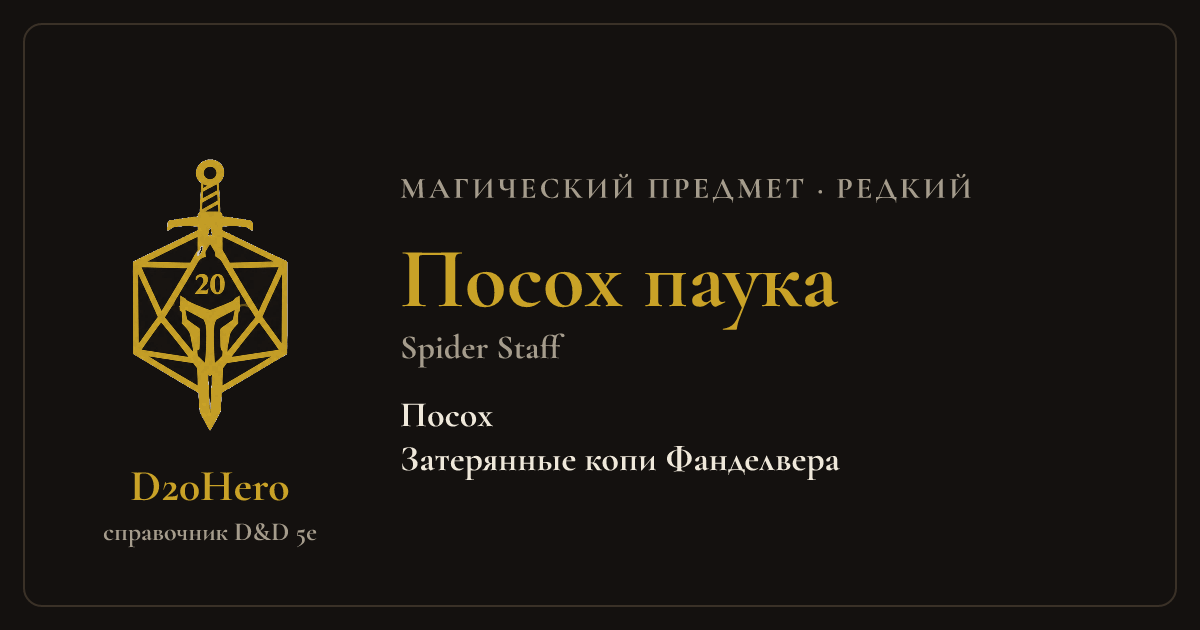 МАГИЧЕСКИЙ ПРЕДМЕТ · РЕДКИЙ
Посох паука
Spider Staff
Посох
Затерянные копи Фанделвера
20
D20Hero
справочник D&D 5e